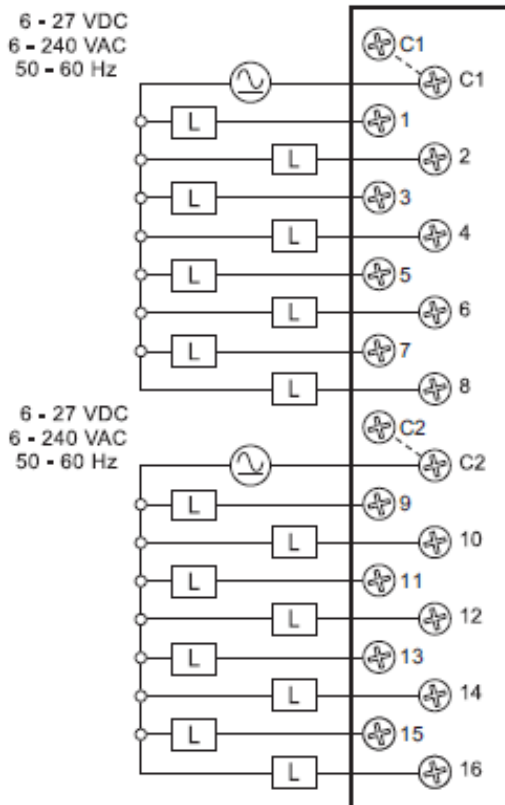 6 - 27 VDC
6 - 240 VAC
50 - 60 Hz
C1
C1
L 1
L 2
L 3
L 4
L 5
L 6
L 7
L 8
6 - 27 VDC
6 - 240 VAC
50 - 60 Hz
C2
C2
L 9
L 10
L 11
L 12
L 13
L 14
L 15
L 16